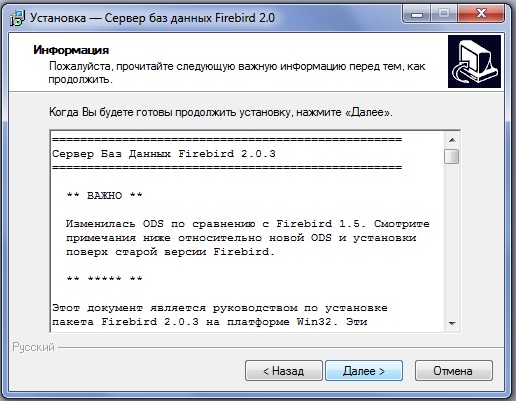 Установка — Сервер баз данных Firebird 2.0
Информация
Пожалуйста, прочитайте следующую важную информацию перед тем, как
продолжить.
Когда Вы будете готовы продолжить установку, нажмите «Далее».
==================================================
Сервер Баз Данных Firebird 2.0.3
==================================================
** ВАЖНО **
Изменилась ODS по сравнению с Firebird 1.5. Смотрите
примечания ниже относительно новой ODS и установки
поверх старой версии Firebird.
** ***** **
Этот документ является руководством по установке
пакета Firebird 2.0.3 на платформе Win32. Эти
Русский
< Назад
Далее >
Отмена